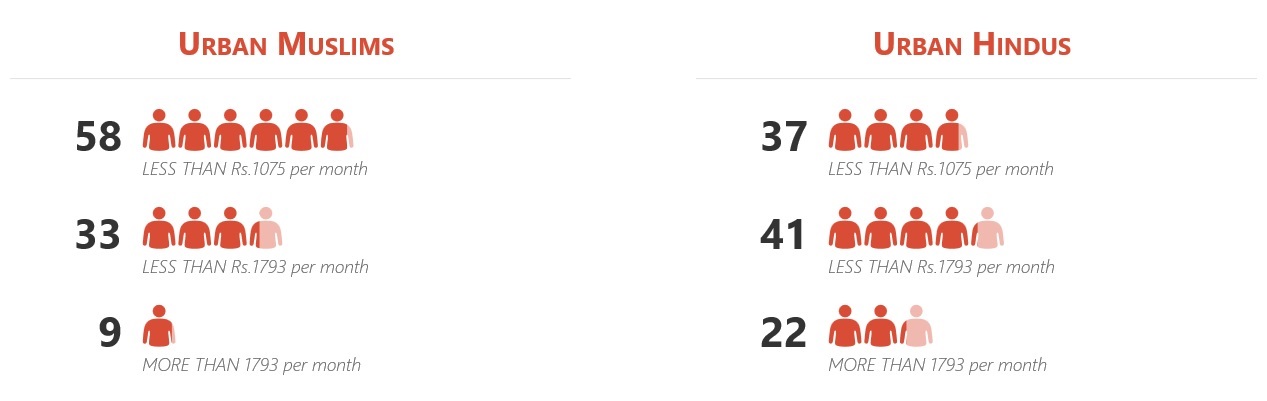 Urban Muslims
58
LESS THAN Rs.1075 per month
33
LESS THAN Rs.1793 per month
9
MORE THAN 1793 per month
Urban Hindus
37
LESS THAN Rs.1075 per month
41
LESS THAN Rs.1793 per month
22
MORE THAN 1793 per month